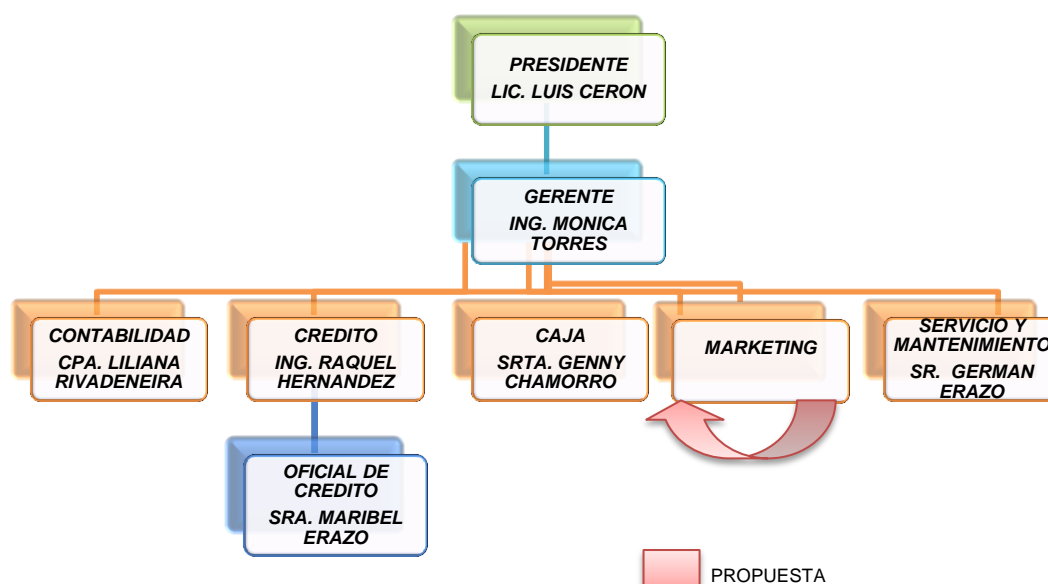 PRESIDENTE
LIC. LUIS CERON
GERENTE
ING. MONICA
TORRES
CONTABILIDAD
CPA. LILIANA
RIVADENEIRA
CREDITO
ING. RAQUEL
HERNANDEZ
CAJA
SRTA. GENNY
CHAMORRO
MARKETING
SERVICIO Y
MANTENIMIENTO
SR. GERMAN
ERAZO
OFICIAL DE
CREDITO
SRA. MARIBEL
ERAZO
PROPUESTA